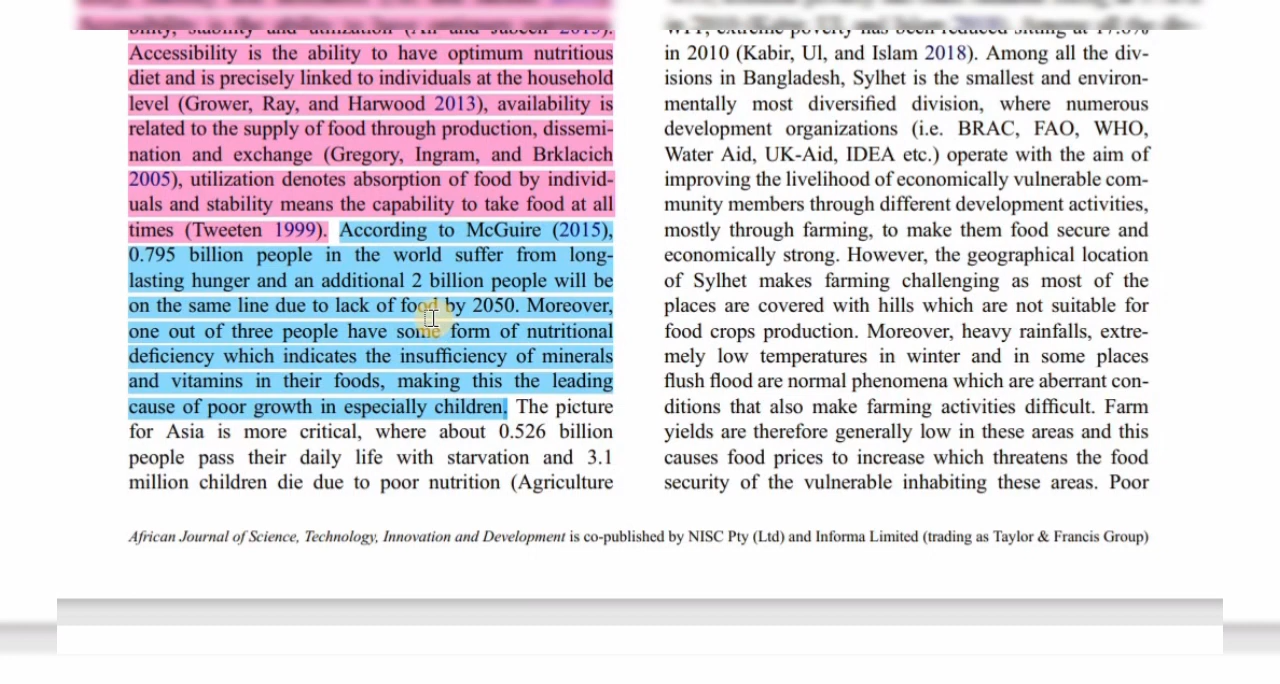 bility, stability and utilization (Ali and Jabeen 2015).
Accessibility is the ability to have optimum nutritious
diet and is precisely linked to individuals at the household
level (Grower, Ray, and Harwood 2013), availability is
related to the supply of food through production, dissemi-
nation and exchange (Gregory, Ingram, and Brklacich
2005), utilization denotes absorption of food by individ-
uals and stability means the capability to take food at all
times (Tweeten 1999). According to McGuire (2015),
0.795 billion people in the world suffer from long-
lasting hunger and an additional 2 billion people will be
on the same line due to lack of food by 2050. Moreover,
one out of three people have some form of nutritional
deficiency which indicates the insufficiency of minerals
and vitamins in their foods, making this the leading
cause of poor growth in especially children. The picture
for Asia is more critical, where about 0.526 billion
people pass their daily life with starvation and 3.1
million children die due to poor nutrition (Agriculture
extreme poverty has been reduced sitting at 17.6%
in 2010 (Kabir, Ul, and Islam 2018). Among all the div-
isions in Bangladesh, Sylhet is the smallest and environ-
mentally most diversified division, where numerous
development organizations (i.e. BRAC, FAO, WHO,
Water Aid, UK-Aid, IDEA etc.) operate with the aim of
improving the livelihood of economically vulnerable com-
munity members through different development activities,
mostly through farming, to make them food secure and
economically strong. However, the geographical location
of Sylhet makes farming challenging as most of the
places are covered with hills which are not suitable for
food crops production. Moreover, heavy rainfalls, extre-
mely low temperatures in winter and in some places
flush flood are normal phenomena which are aberrant con-
ditions that also make farming activities difficult. Farm
yields are therefore generally low in these areas and this
causes food prices to increase which threatens the food
security of the vulnerable inhabiting these areas. Poor
African Journal of Science, Technology, Innovation and Development is co-published by NISC Pty (Ltd) and Informa Limited (trading as Taylor & Francis Group)